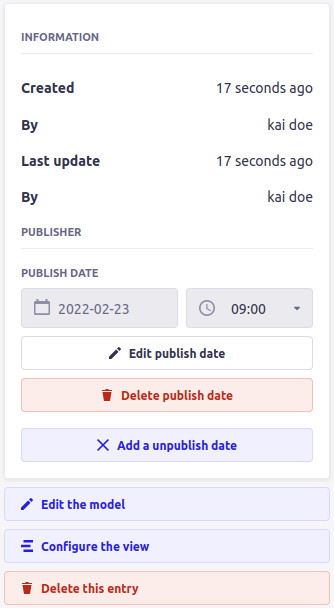 INFORMATION
Created 17 seconds ago
By kai doe
Last update 17 seconds ago
By kai doe
PUBLISHER
PUBLISH DATE
2022-02-23 09:00
Edit publish date
Delete publish date
Add a unpublish date
Edit the model
Configure the view
Delete this entry